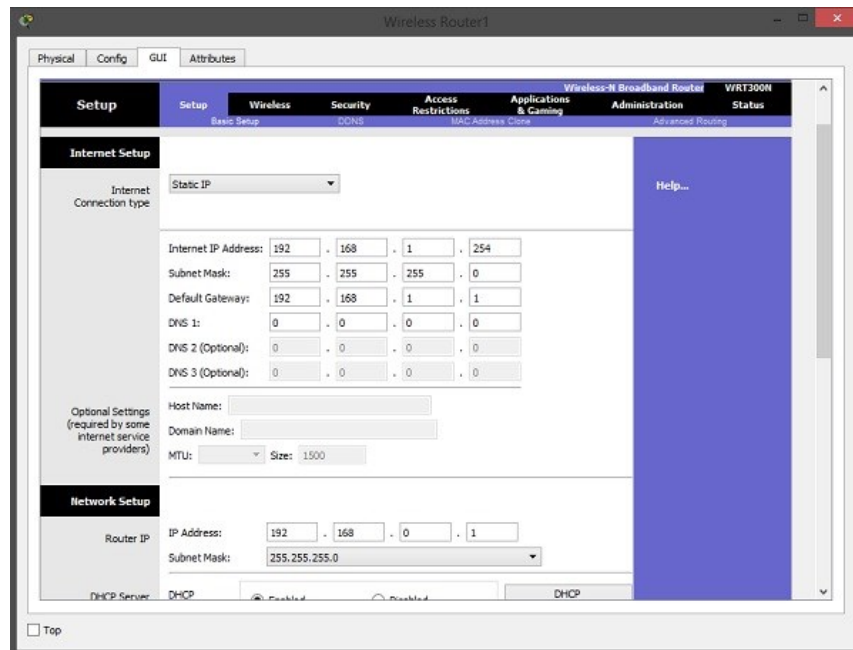 Wireless Router1
Physical Config GUI Attributes
Wireless-N Broadband Router WRT300N
Setup Setup Wireless Security Access Restrictions Applications & Gaming Administration Status
Basic Setup DDNS MAC Address Clone Advanced Routing
Internet Setup
Internet Connection type Static IP Help...
Internet IP Address: 192 . 168 . 1 . 254
Subnet Mask: 255 . 255 . 255 . 0
Default Gateway: 192 . 168 . 1 . 1
DNS 1: 0 . 0 . 0 . 0
DNS 2 (Optional): 0 . 0 . 0 . 0
DNS 3 (Optional): 0 . 0 . 0 . 0
Optional Settings
(required by some
internet service
providers)
Host Name:
Domain Name:
MTU: Size: 1500
Network Setup
Router IP
IP Address: 192 . 168 . 0 . 1
Subnet Mask: 255.255.255.0
DHCP Server DHCP Enabled Disabled DHCP
Top